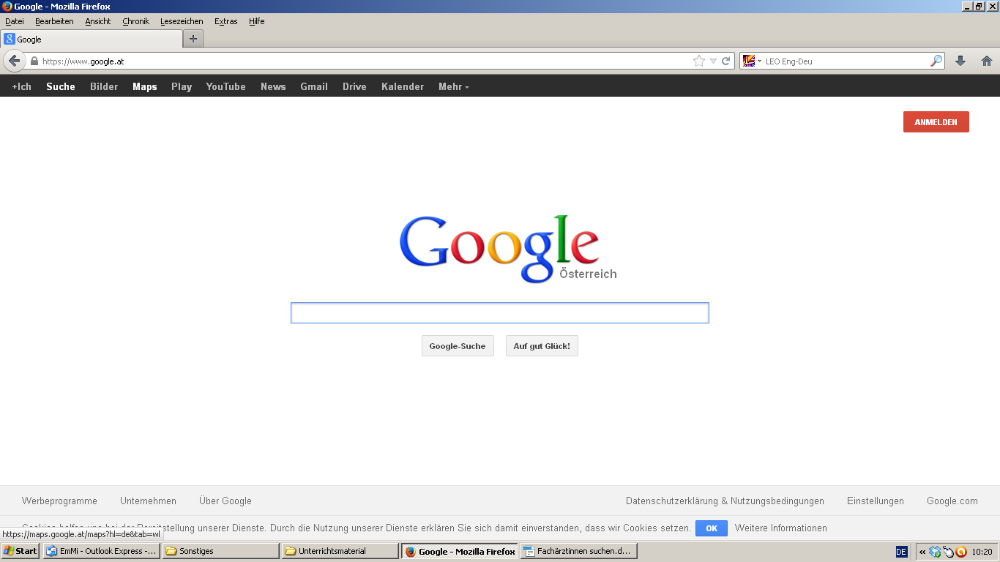 Google - Mozilla Firefox
Datei Bearbeiten Ansicht Chronik Lesezeichen Extras Hilfe
Google
https://www.google.at LEO Eng-Deu
+Ich Suche Bilder Maps Play YouTube News Gmail Drive Kalender Mehr
ANMELDEN
Google
Österreich
Google-Suche Auf gut Glück!
Werbeprogramme Unternehmen Über Google Datenschutzerklärung & Nutzungsbedingungen Einstellungen Google.com
Cookies helfen uns bei der Bereitstellung unserer Dienste. Durch die Nutzung unserer Dienste erklären Sie sich damit einverstanden, dass wir Cookies setzen. OK Weitere Informationen
https://maps.google.at/maps?hl=de&tab=wl
Start EmMi - Outlook Express -... Sonstiges Unterrichtsmaterial Google - Mozilla Firefox Fachärztinnen suchen.d... DE « 10:20